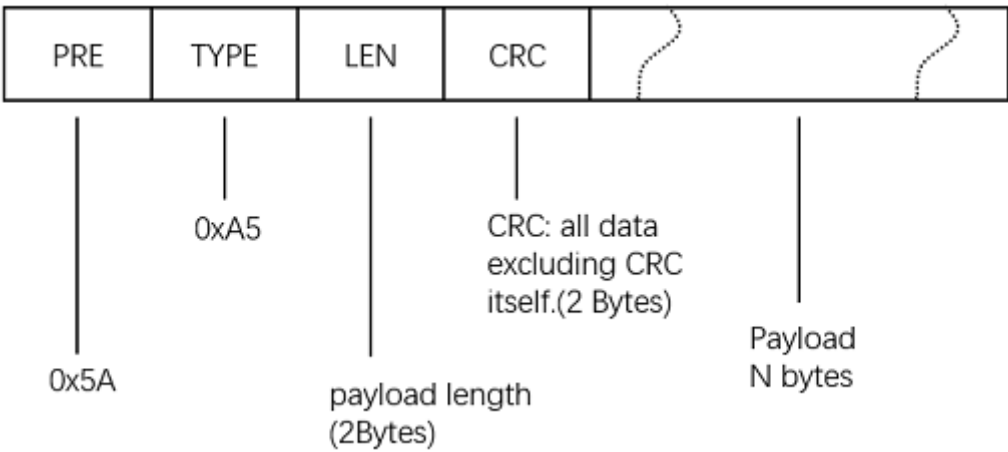 PRE
TYPE
LEN
CRC
0xA5
CRC: all data
excluding CRC
itself.(2 Bytes)
Payload
N bytes
0x5A
payload length
(2Bytes)